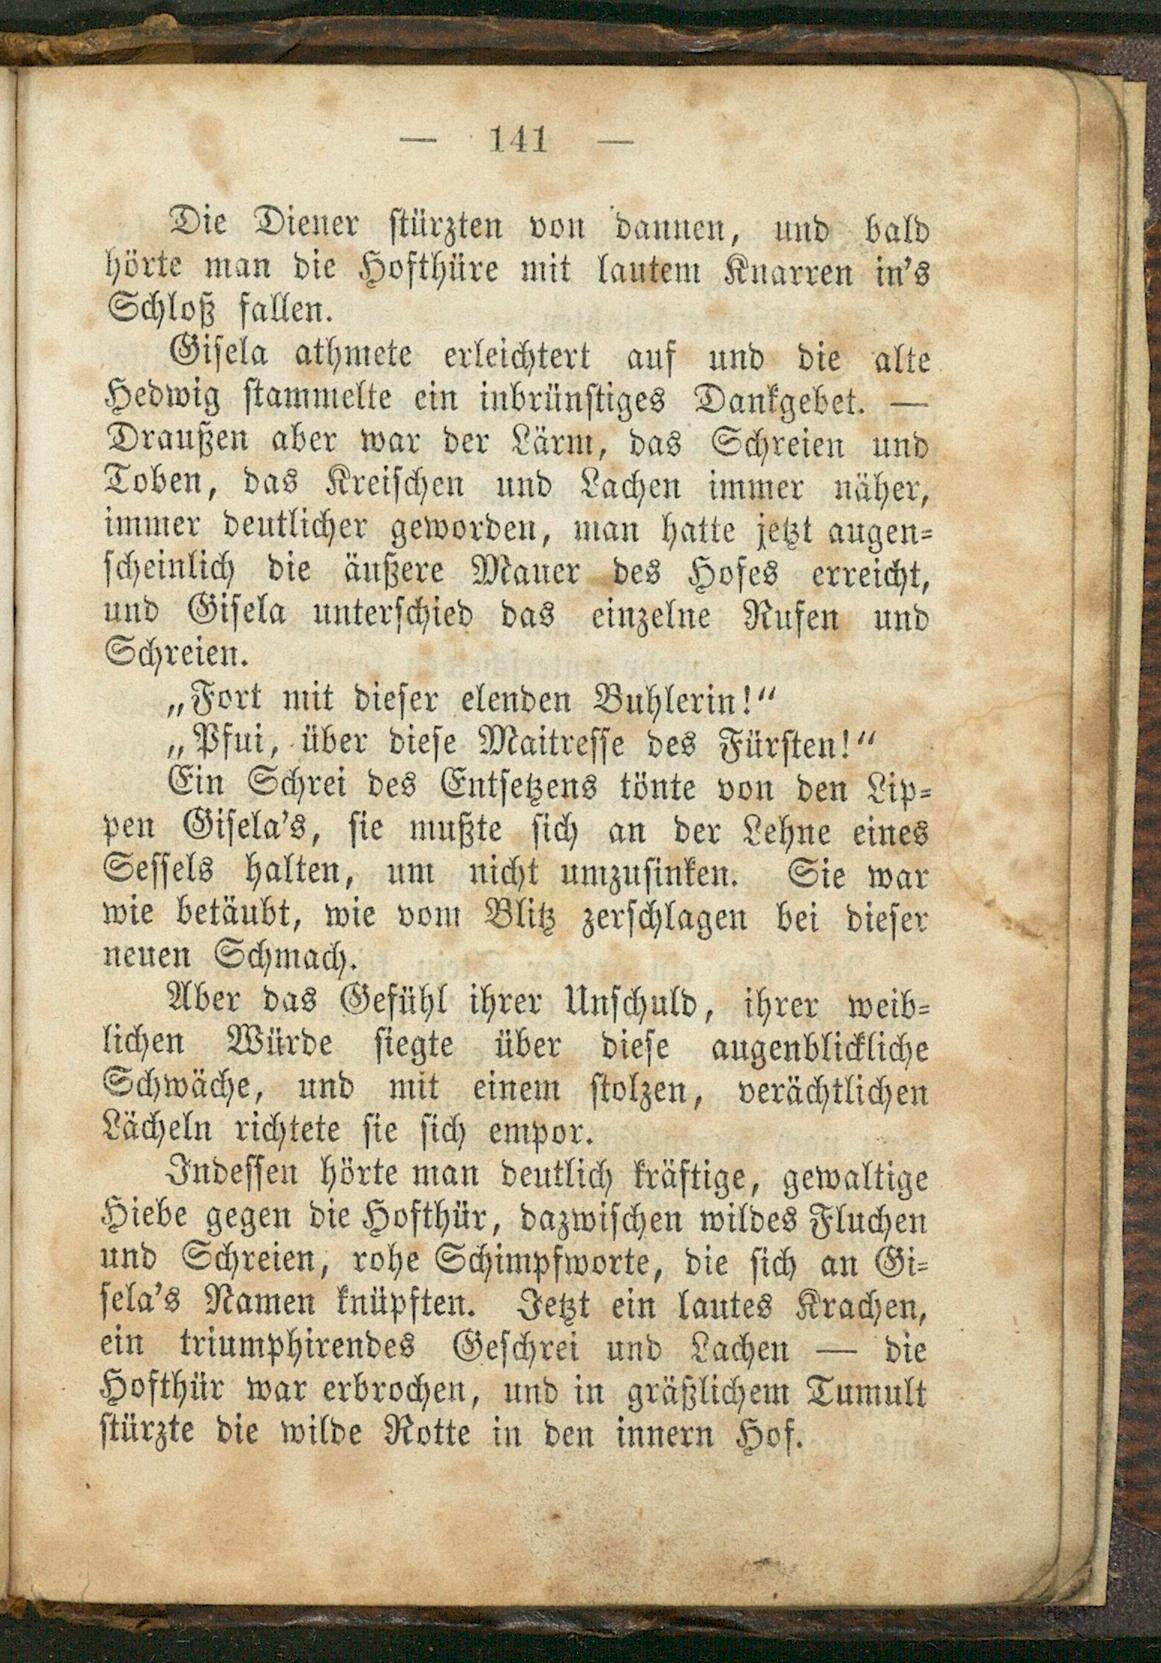 — 141 —
Die Diener stürzten von dannen, und bald
hörte man die Hofthüre mit lautem Knarren in's
Schloß fallen.
Gisela athmete erleichtert auf und die alte
Hedwig stammelte ein inbrünstiges Dankgebet. —
Draußen aber war der Lärm, das Schreien und
Toben, das Kreischen und Lachen immer näher,
immer deutlicher geworden, man hatte jetzt augen=
scheinlich die äußere Mauer des Hofes erreicht,
und Gisela unterschied das einzelne Rufen und
Schreien.
„Fort mit dieser elenden Buhlerin!“
„Pfui, über diese Maitresse des Fürsten!“
Ein Schrei des Entsetzens tönte von den Lip=
pen Gisela's, sie mußte sich an der Lehne eines
Sessels halten, um nicht umzusinken. Sie war
wie betäubt, wie vom Blitz zerschlagen bei dieser
neuen Schmach.
Aber das Gefühl ihrer Unschuld, ihrer weib=
lichen Würde siegte über diese augenblickliche
Schwäche, und mit einem stolzen, verächtlichen
Lächeln richtete sie sich empor.
Indessen hörte man deutlich kräftige, gewaltige
Hiebe gegen die Hofthür, dazwischen wildes Fluchen
und Schreien, rohe Schimpfworte, die sich an Gi=
sela's Namen knüpften. Jetzt ein lautes Krachen,
ein triumphirendes Geschrei und Lachen — die
Hofthür war erbrochen, und in gräßlichem Tumult
stürzte die wilde Rotte in den innern Hof.